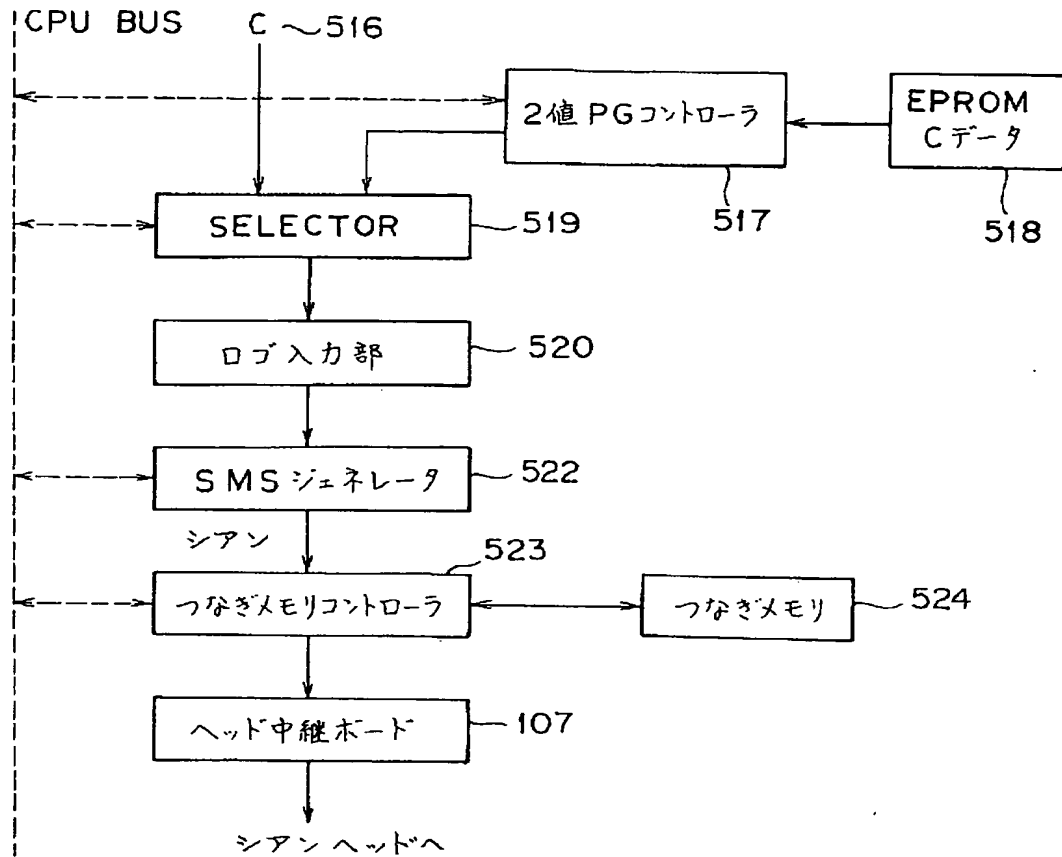 CPU BUS
C ～516
2値 PGコントローラ
517
EPROM
Cデータ
518
SELECTOR
519
ロゴ入力部
520
SMSジェネレータ
522
シアン
523
つなぎメモリコントローラ
つなぎメモリ
524
ヘッド中継ボード
107
シアンヘッドへ